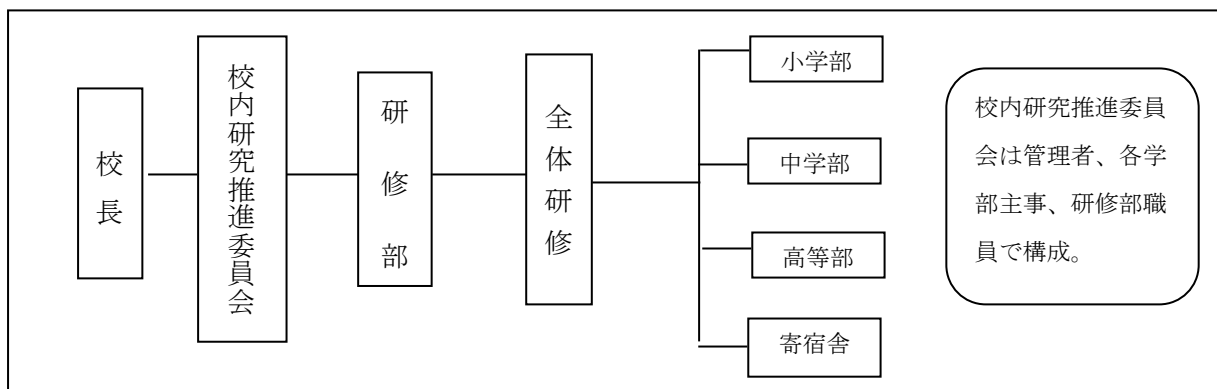 校長
校内研究推進委員会
研修部
全体研修
小学部
中学部
高等部
寄宿舎
校内研究推進委員
会は管理者、各学
部主事、研修部職
員で構成。